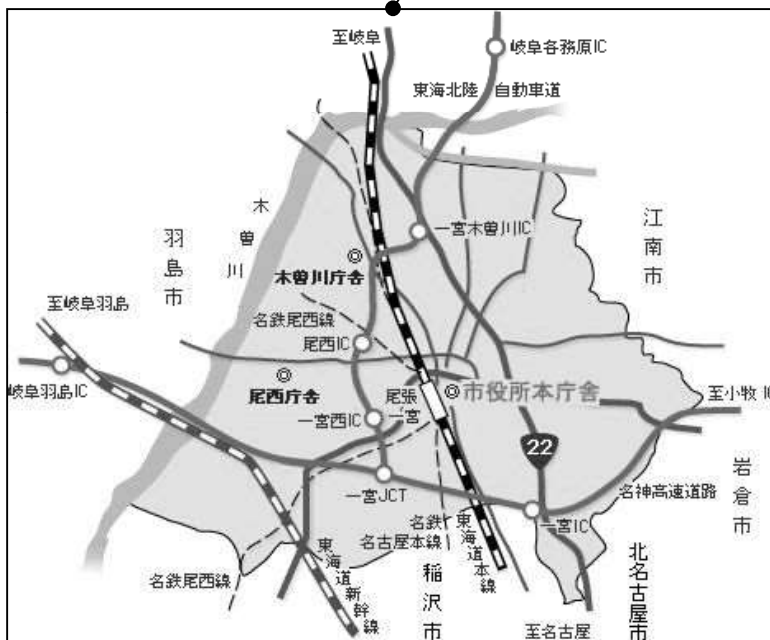 至岐阜
岐阜各務原IC
東海北陸 自動車道
木曽川
羽島市
江南市
一宮木曽川IC
木曽川庁舎
至岐阜羽島
名鉄尾西線
尾西IC
岐阜羽島IC
尾西庁舎
尾張一宮
市役所本庁舎
至小牧IC
一宮西IC
22
岩倉市
一宮JCT
名神高速道路
一宮IC
名鉄名古屋本線
東海道本線
北名古屋市
名鉄尾西線
東海道新幹線
稲沢市
至名古屋